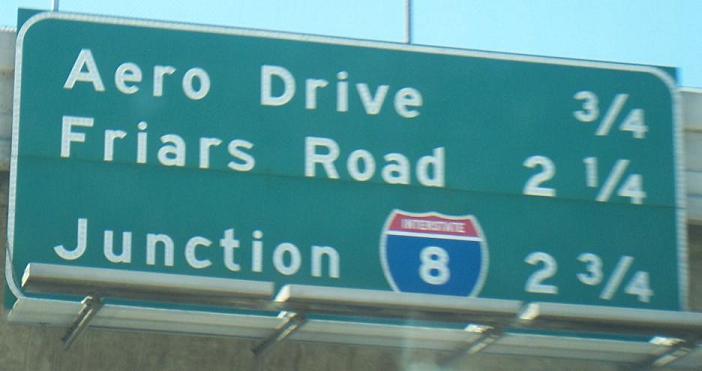 Aero Drive 3/4
Friars Road 2 1/4
Junction INTERSTATE 8 2 3/4